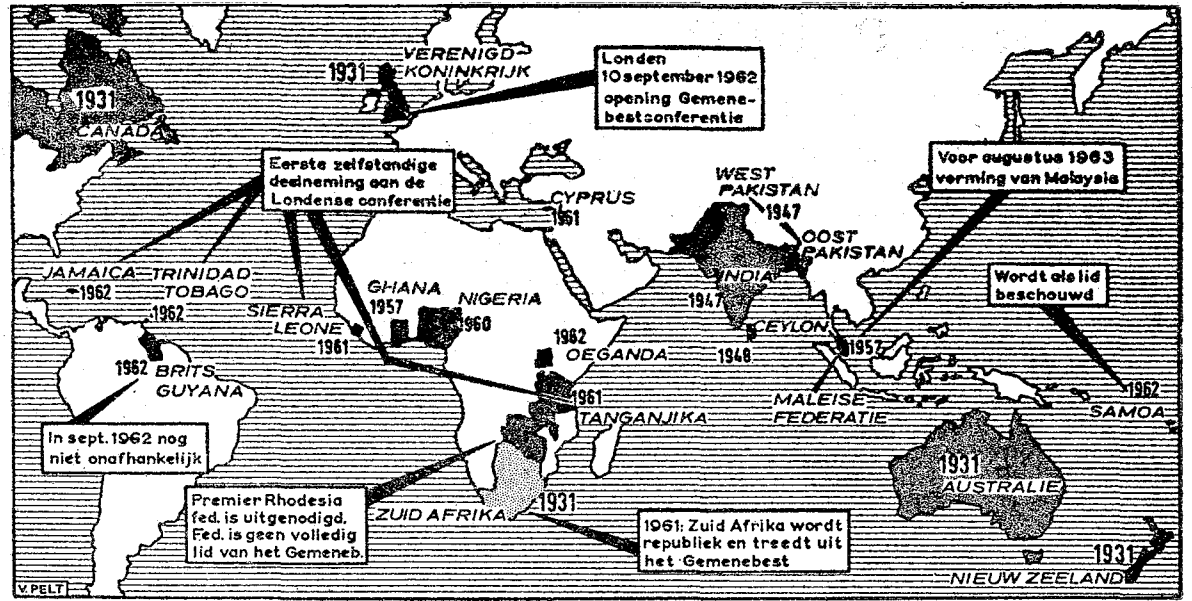 VERENIGD-
KONINKRIJK
1931
Londen
10 september 1962
opening Gemene-
bestconferentie
1931
CANADA
Eerste zelfstandige
deelneming aan de
Londense conferentie
CYPRUS
1961
WEST
PAKISTAN
1947
OOST
PAKISTAN
Voor augustus 1963
verming van Malaysia
INDIA
1947
JAMAICA
1962
TRINIDAD
TOBAGO
1962
SIERRA
LEONE
1961
GHANA
1957
NIGERIA
1960
1962
OEGANDA
CEYLON
1948
1957
MALEISE
FEDERATIE
Wordt als lid
beschouwd
1962
SAMOA
1962
BRITS
GUYANA
In sept. 1962 nog
niet onafhankelijk
1961
TANGANJIKA
Premier Rhodesia
fed. is uitgenodigd.
Fed. is geen volledig
lid van het Gemeneb.
ZUID AFRIKA
1931
1961: Zuid Afrika wordt
republiek en treedt uit
het Gemenebest
1931
AUSTRALIE
1931
NIEUW ZEELAND
V. PELT